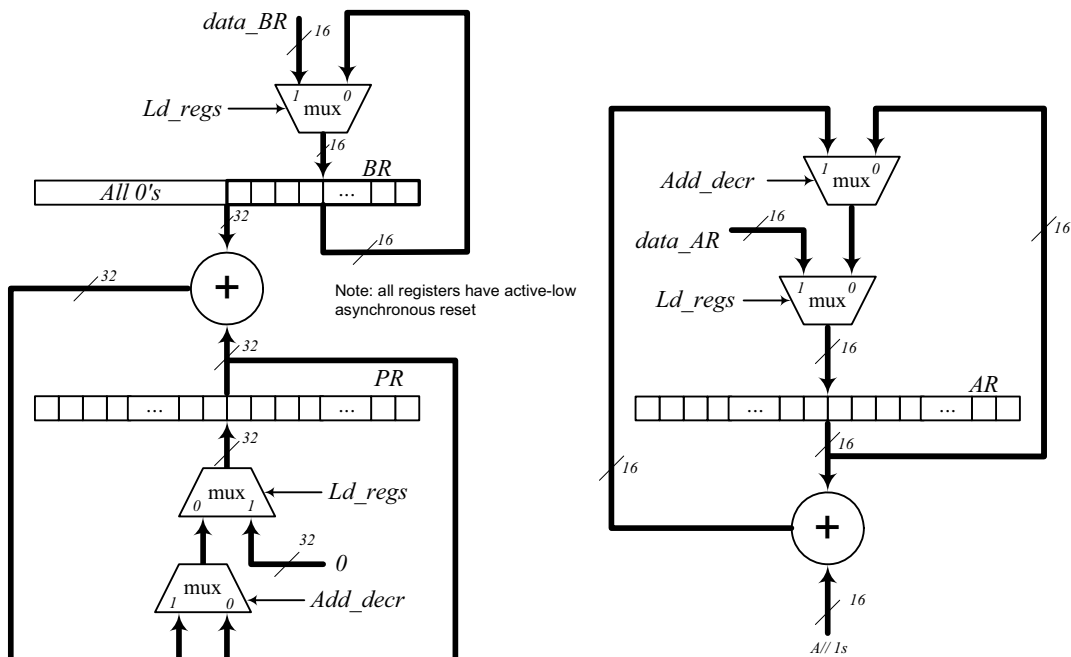 data_BR
16
1
0
mux
Ld_regs
16
BR
All 0's
...
32
16
32
+
Note: all registers have active-low
asynchronous reset
32
PR
...
...
32
mux
0
1
Ld_regs
32
0
mux
1
0
Add_decr
1
0
mux
Add_decr
16
data_AR
16
1
0
mux
Ld_regs
16
AR
...
...
16
16
+
16
A// 1s